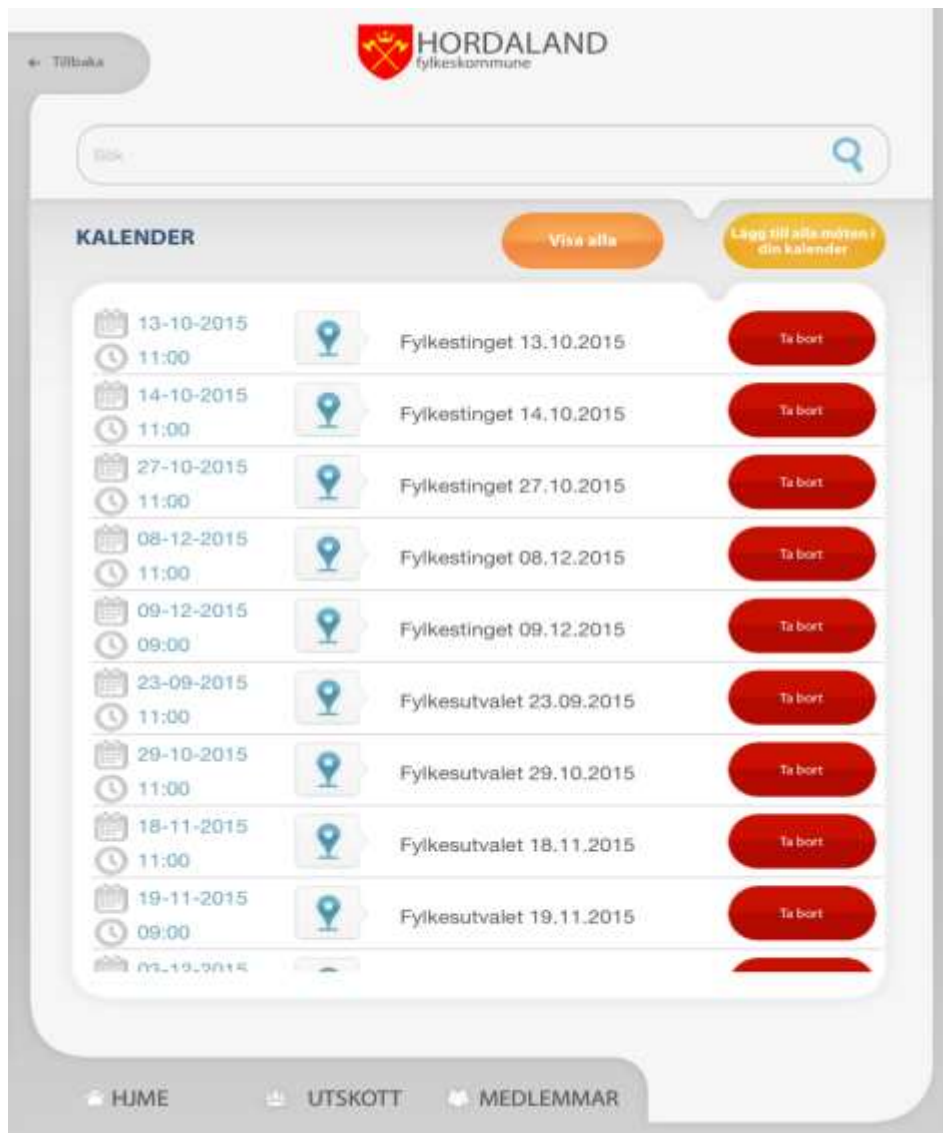 ← Tillbaka
HORDALAND
fylkeskommune
Sök
KALENDER
Visa alla
Lägg till alla möten i
din kalender
13-10-2015
11:00
Fylkestinget 13.10.2015
Ta bort
14-10-2015
11:00
Fylkestinget 14.10.2015
Ta bort
27-10-2015
11:00
Fylkestinget 27.10.2015
Ta bort
08-12-2015
11:00
Fylkestinget 08.12.2015
Ta bort
09-12-2015
09:00
Fylkestinget 09.12.2015
Ta bort
23-09-2015
11:00
Fylkesutvalet 23.09.2015
Ta bort
29-10-2015
11:00
Fylkesutvalet 29.10.2015
Ta bort
18-11-2015
11:00
Fylkesutvalet 18.11.2015
Ta bort
19-11-2015
09:00
Fylkesutvalet 19.11.2015
Ta bort
HJME
UTSKOTT
MEDLEMMAR